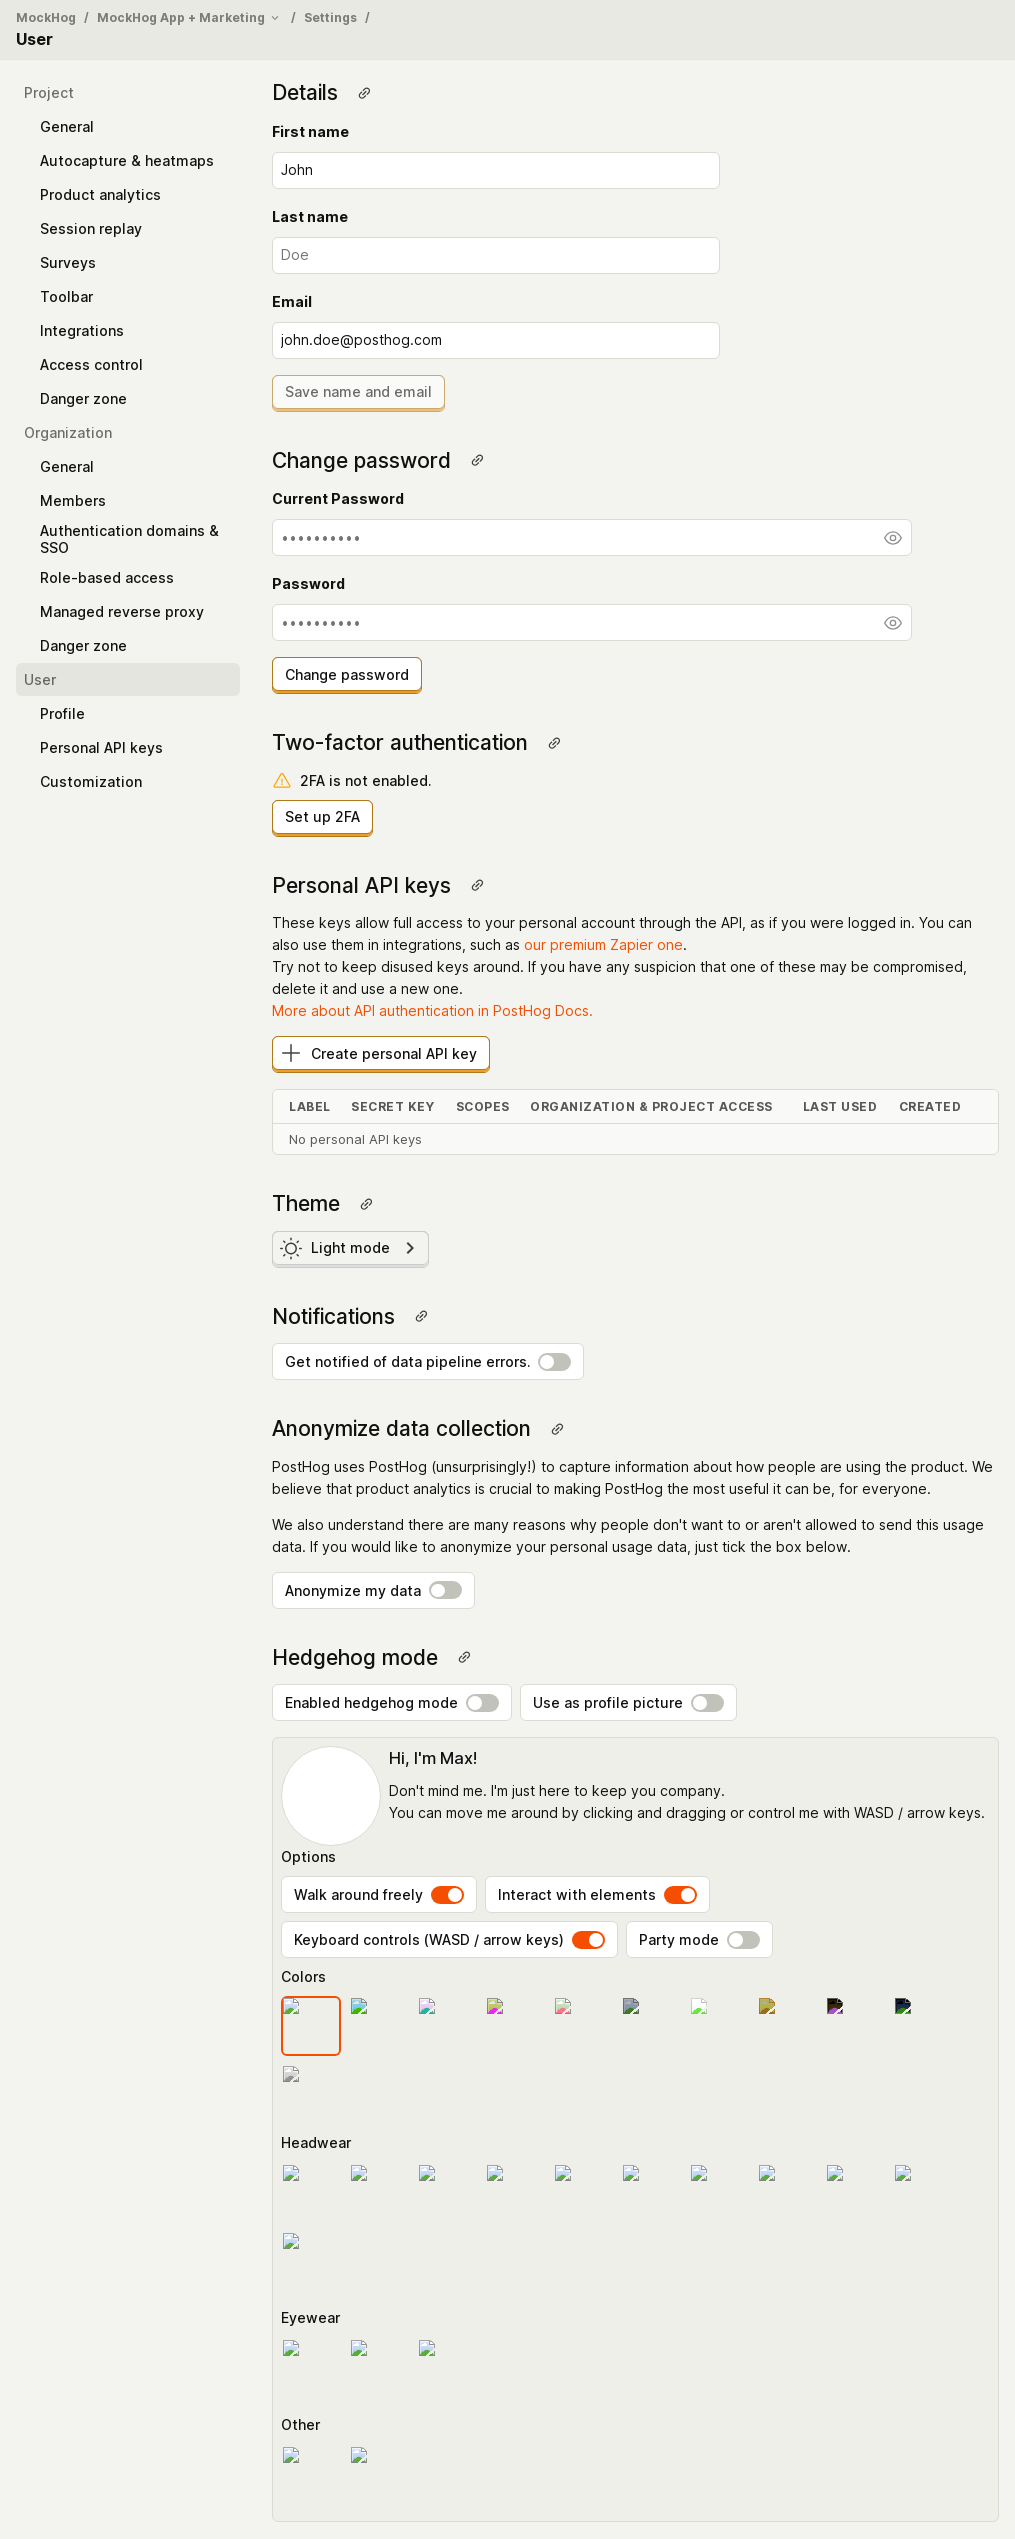 MockHog / MockHog App + Marketing / Settings /
User
Project
General
Autocapture & heatmaps
Product analytics
Session replay
Surveys
Toolbar
Integrations
Access control
Danger zone
Organization
General
Members
Authentication domains &
SSO
Role-based access
Managed reverse proxy
Danger zone
User
Profile
Personal API keys
Customization
Details
First name
John
Last name
Doe
Email
john.doe@posthog.com
Save name and email
Change password
Current Password
••••••••••
Password
••••••••••
Change password
Two-factor authentication
2FA is not enabled.
Set up 2FA
Personal API keys
These keys allow full access to your personal account through the API, as if you were logged in. You can
also use them in integrations, such as our premium Zapier one.
Try not to keep disused keys around. If you have any suspicion that one of these may be compromised,
delete it and use a new one.
More about API authentication in PostHog Docs.
Create personal API key
LABEL SECRET KEY SCOPES ORGANIZATION & PROJECT ACCESS LAST USED CREATED
No personal API keys
Theme
Light mode
Notifications
Get notified of data pipeline errors.
Anonymize data collection
PostHog uses PostHog (unsurprisingly!) to capture information about how people are using the product. We
believe that product analytics is crucial to making PostHog the most useful it can be, for everyone.
We also understand there are many reasons why people don't want to or aren't allowed to send this usage
data. If you would like to anonymize your personal usage data, just tick the box below.
Anonymize my data
Hedgehog mode
Enabled hedgehog mode Use as profile picture
Hi, I'm Max!
Don't mind me. I'm just here to keep you company.
You can move me around by clicking and dragging or control me with WASD / arrow keys.
Options
Walk around freely Interact with elements
Keyboard controls (WASD / arrow keys) Party mode
Colors
Headwear
Eyewear
Other